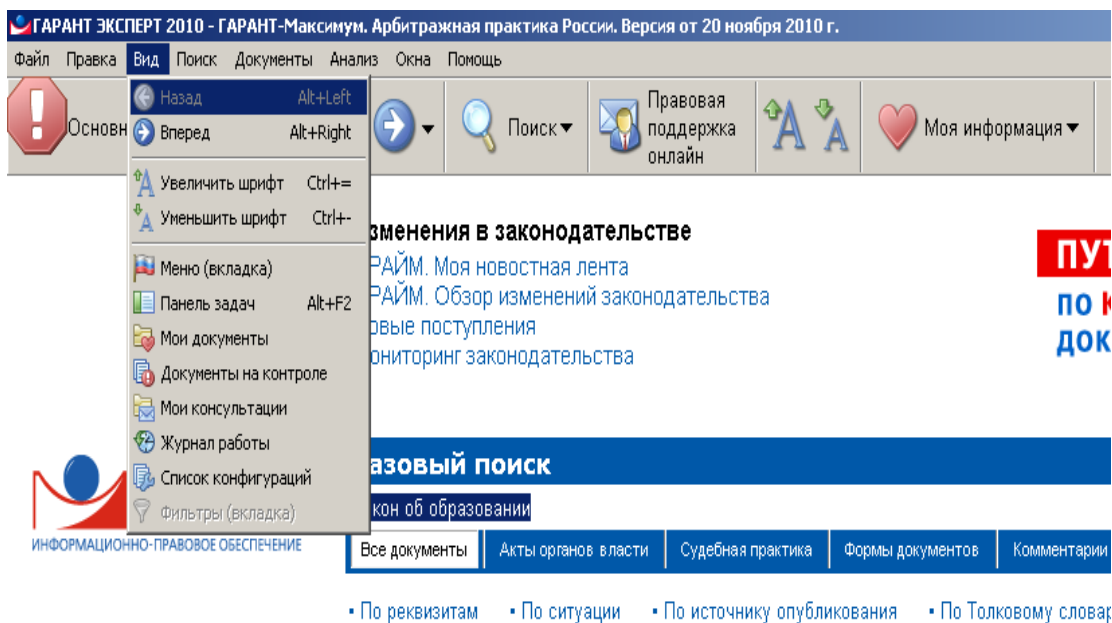 ГАРАНТ ЭКСПЕРТ 2010 - ГАРАНТ-Максимум. Арбитражная практика России. Версия от 20 ноября 2010 г.
Файл Правка Вид Поиск Документы Анализ Окна Помощь
Основн
Поиск
Правовая
поддержка
онлайн
Моя информация
Назад Alt+Left
Вперед Alt+Right
Увеличить шрифт Ctrl+=
Уменьшить шрифт Ctrl+-
Меню (вкладка)
Панель задач Alt+F2
Мои документы
Документы на контроле
Мои консультации
Журнал работы
Список конфигураций
Фильтры (вкладка)
зменения в законодательстве
РАЙМ. Моя новостная лента
РАЙМ. Обзор изменений законодательства
овые поступления
ониторинг законодательства
ПУТ
по к
док
азовый поиск
кон об образовании
ИНФОРМАЦИОННО-ПРАВОВОЕ ОБЕСПЕЧЕНИЕ
Все документы Акты органов власти Судебная практика Формы документов Комментарии
▪ По реквизитам ▪ По ситуации ▪ По источнику опубликования ▪ По Толковому словар